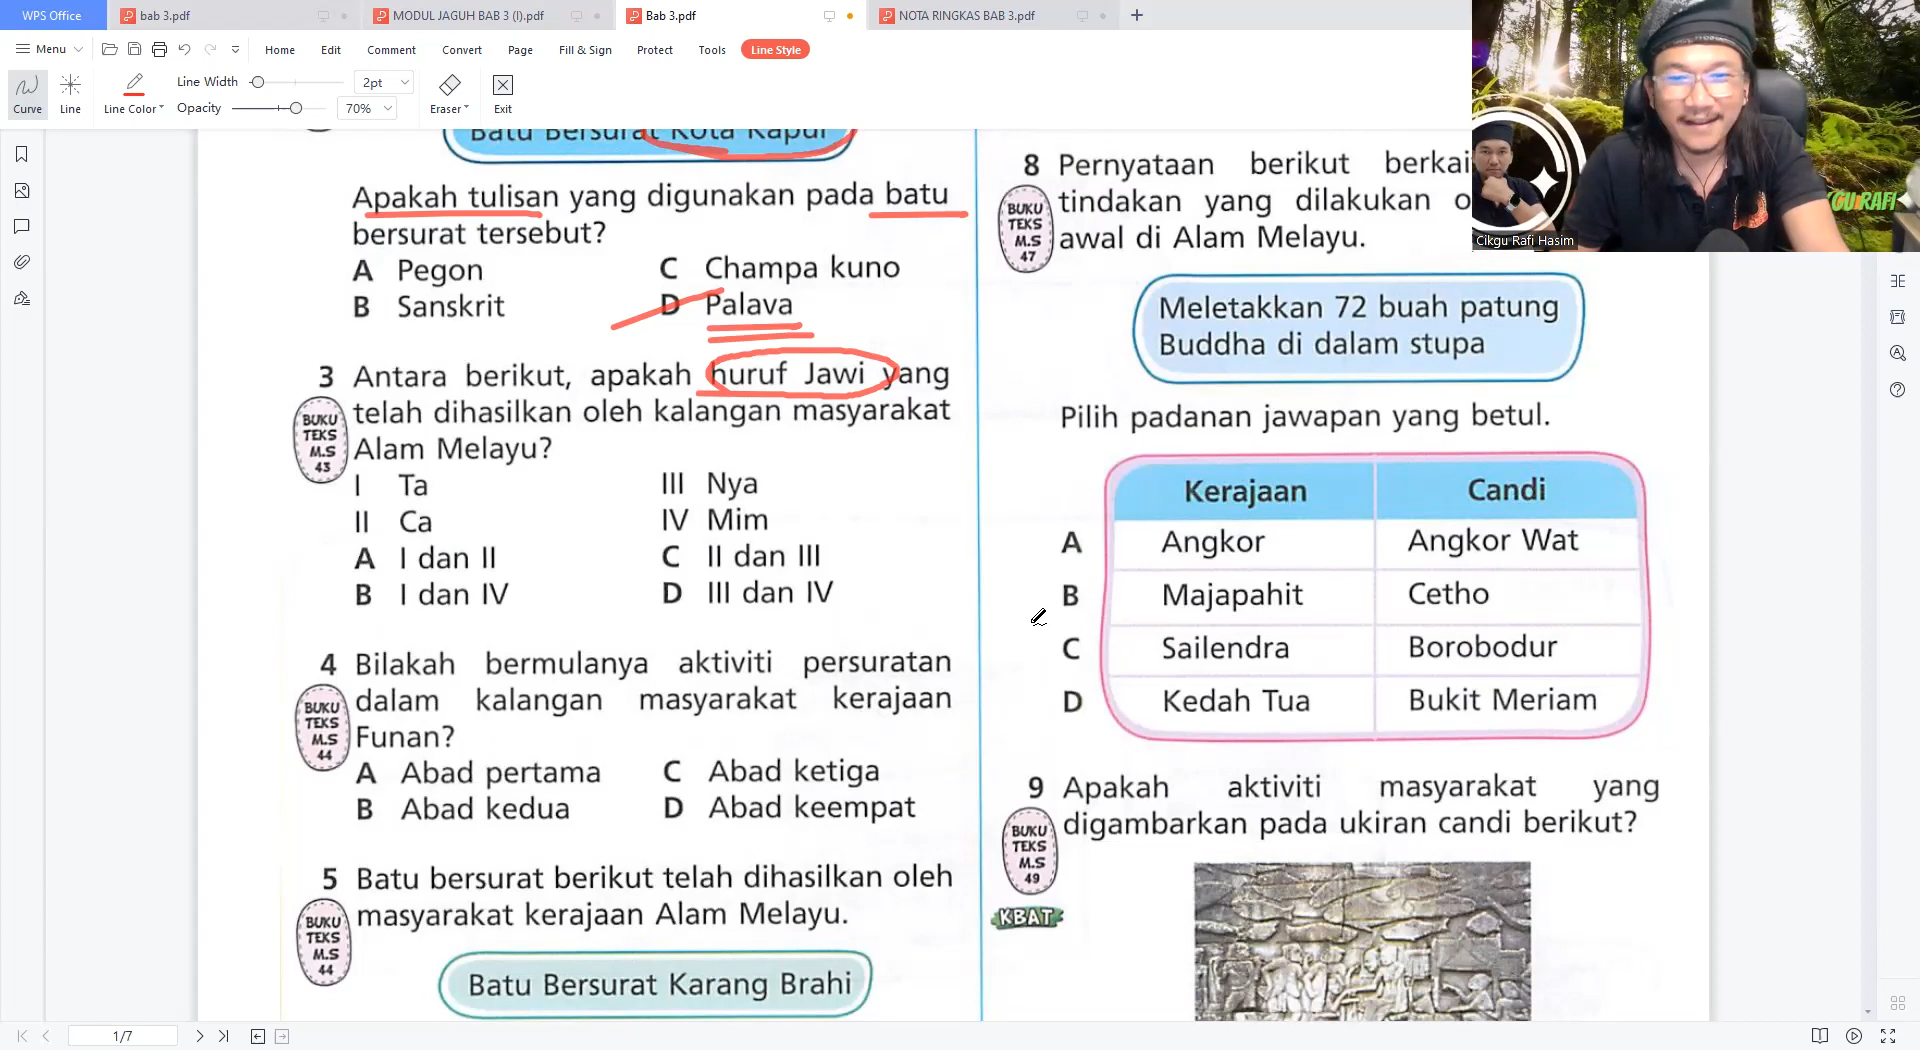 WPS Office
bab 3.pdf
MODUL JAGUH BAB 3 (I).pdf
Bab 3.pdf
NOTA RINGKAS BAB 3.pdf
Menu
Home
Edit
Comment
Convert
Page
Fill & Sign
Protect
Tools
Line Style
Curve
Line
Line Color
Line Width
2pt
Opacity
70%
Eraser
Exit
Cikgu Rafi Hasim
GU RAFI
Batu Bersurat Kota Kapur
Apakah tulisan yang digunakan pada batu
bersurat tersebut?
A Pegon
C Champa kuno
B Sanskrit
D Palava
3 Antara berikut, apakah huruf Jawi yang
telah dihasilkan oleh kalangan masyarakat
Alam Melayu?
BUKU
TEKS
M.S
43
I Ta
III Nya
II Ca
IV Mim
A I dan II
C II dan III
B I dan IV
D III dan IV
4 Bilakah bermulanya aktiviti persuratan
dalam kalangan masyarakat kerajaan
Funan?
BUKU
TEKS
M.S
44
A Abad pertama
C Abad ketiga
B Abad kedua
D Abad keempat
5 Batu bersurat berikut telah dihasilkan oleh
masyarakat kerajaan Alam Melayu.
BUKU
TEKS
M.S
44
Batu Bersurat Karang Brahi
8 Pernyataan berikut berkai
tindakan yang dilakukan o
awal di Alam Melayu.
BUKU
TEKS
M.S
47
Meletakkan 72 buah patung
Buddha di dalam stupa
Pilih padanan jawapan yang betul.
Kerajaan Candi
A Angkor Angkor Wat
B Majapahit Cetho
C Sailendra Borobodur
D Kedah Tua Bukit Meriam
9 Apakah aktiviti masyarakat yang
digambarkan pada ukiran candi berikut?
BUKU
TEKS
M.S
49
KBAT
1/7